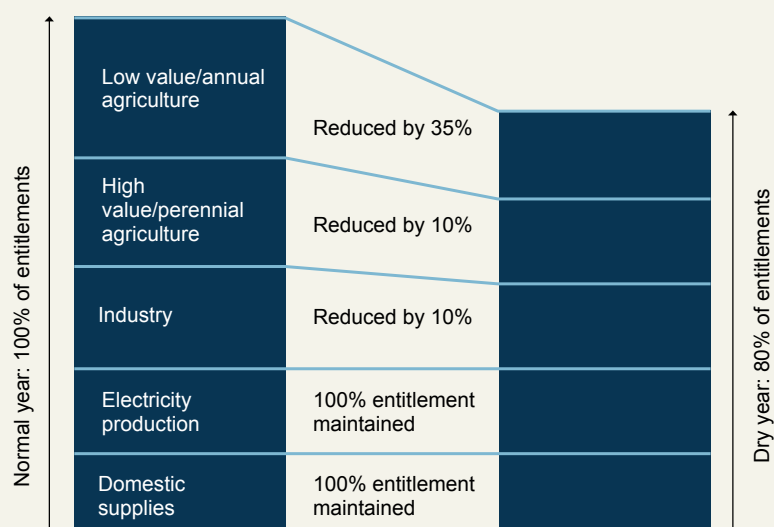 Normal year: 100% of entitlements
Low value/annual
agriculture
Reduced by 35%
High
value/perennial
agriculture
Reduced by 10%
Industry
Reduced by 10%
Electricity
production
100% entitlement
maintained
Domestic
supplies
100% entitlement
maintained
Dry year: 80% of entitlements